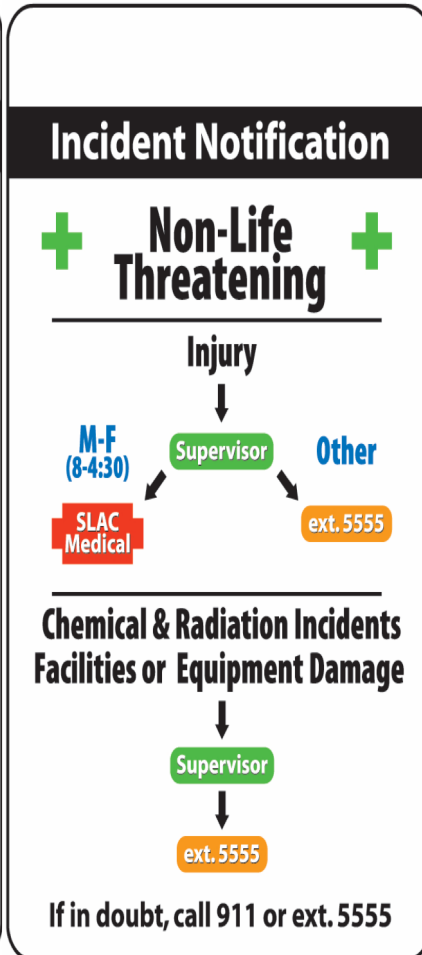 Incident Notification
Non-Life
Threatening
Injury
M-F
(8-4:30)
Supervisor
Other
SLAC
Medical
ext. 5555
Chemical & Radiation Incidents
Facilities or Equipment Damage
Supervisor
ext. 5555
If in doubt, call 911 or ext. 5555